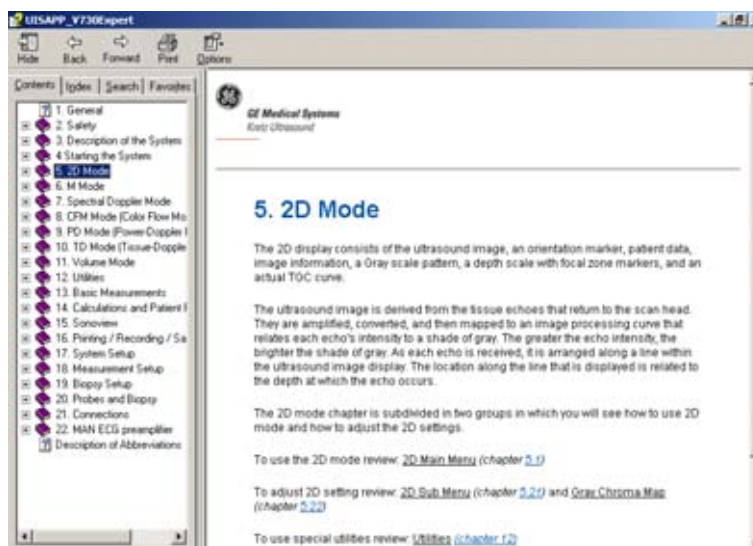 UISAPP_V730Expert
Hide Back Forward Print Options
Contents Index Search Favorites
1. General
2. Safety
3. Description of the System
4 Starting the System
5. 2D Mode
6. M Mode
7. Spectral Doppler Mode
8. CFM Mode (Color Flow Mo
9. PD Mode (Power-Doppler
10. TD Mode (Tissue-Dopple
11. Volume Mode
12. Utilities
13. Basic Measurements
14. Calculations and Patient
15. Sonoview
16. Printing / Recording / Sa
17. System Setup
18. Measurement Setup
19. Biopsy Setup
20. Probes and Biopsy
21. Connections
22. MAN ECG preamplifier
Description of Abbreviations
GE Medical Systems
Kretz Ultrasound
5. 2D Mode
The 2D display consists of the ultrasound image, an orientation marker, patient data,
image information, a Gray scale pattern, a depth scale with focal zone markers, and an
actual TGC curve.
The ultrasound image is derived from the tissue echoes that return to the scan head.
They are amplified, converted, and then mapped to an image processing curve that
relates each echo's intensity to a shade of gray. The greater the echo intensity, the
brighter the shade of gray. As each echo is received, it is arranged along a line within
the ultrasound image display. The location along the line that is displayed is related to
the depth at which the echo occurs.
The 2D mode chapter is subdivided in two groups in which you will see how to use 2D
mode and how to adjust the 2D settings.
To use the 2D mode review: 2D Main Menu (chapter 5.1)
To adjust 2D setting review: 2D Sub Menu (chapter 5.21) and Gray Chroma Map
(chapter 5.22)
To use special utilities review: Utilities (chapter 12)